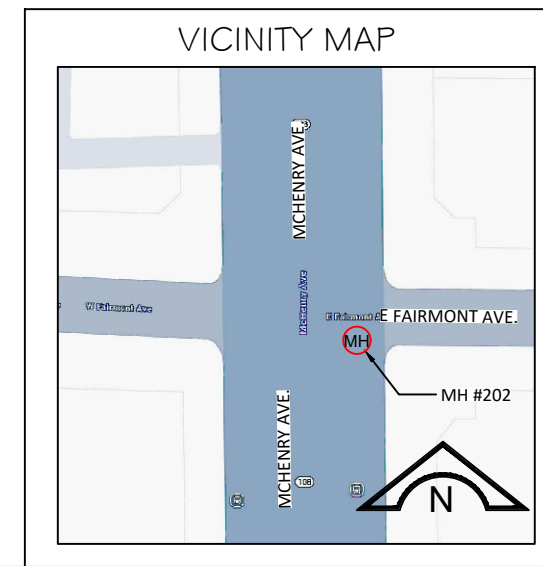 VICINITY MAP
MCHENRY AVE.
W Fairmont Ave
McHenry Ave
E Fairmont
E FAIRMONT AVE.
MH
MH #202
MCHENRY AVE.
108
N